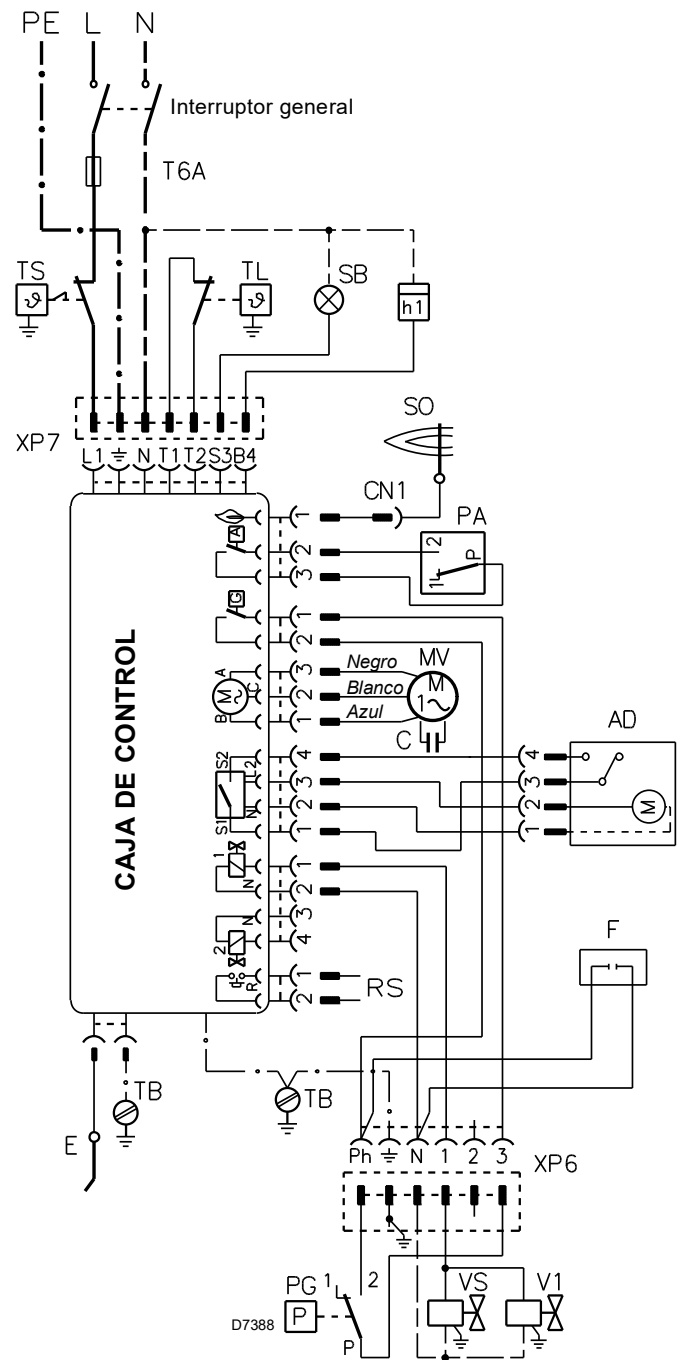 PE L N
Interruptor general
T6A
TS
TL
SB
h1
XP7
L1 N T1 T2 S3 B4
SO
CN1
PA
2
P
1
A
G
1
2
3
1
2
CAJA DE CONTROL
A
M
C
B
3
2
1
Negro
Blanco
Azul
MV
M
1
C
S2
L2
N
S1
4
3
2
1
AD
4
3
2
1
M
1
N
1
2
N
2
3
4
R
1
2
RS
F
TB
TB
E
Ph N 1 2 3
XP6
PG
P
1
2
P
VS
V1
D7388